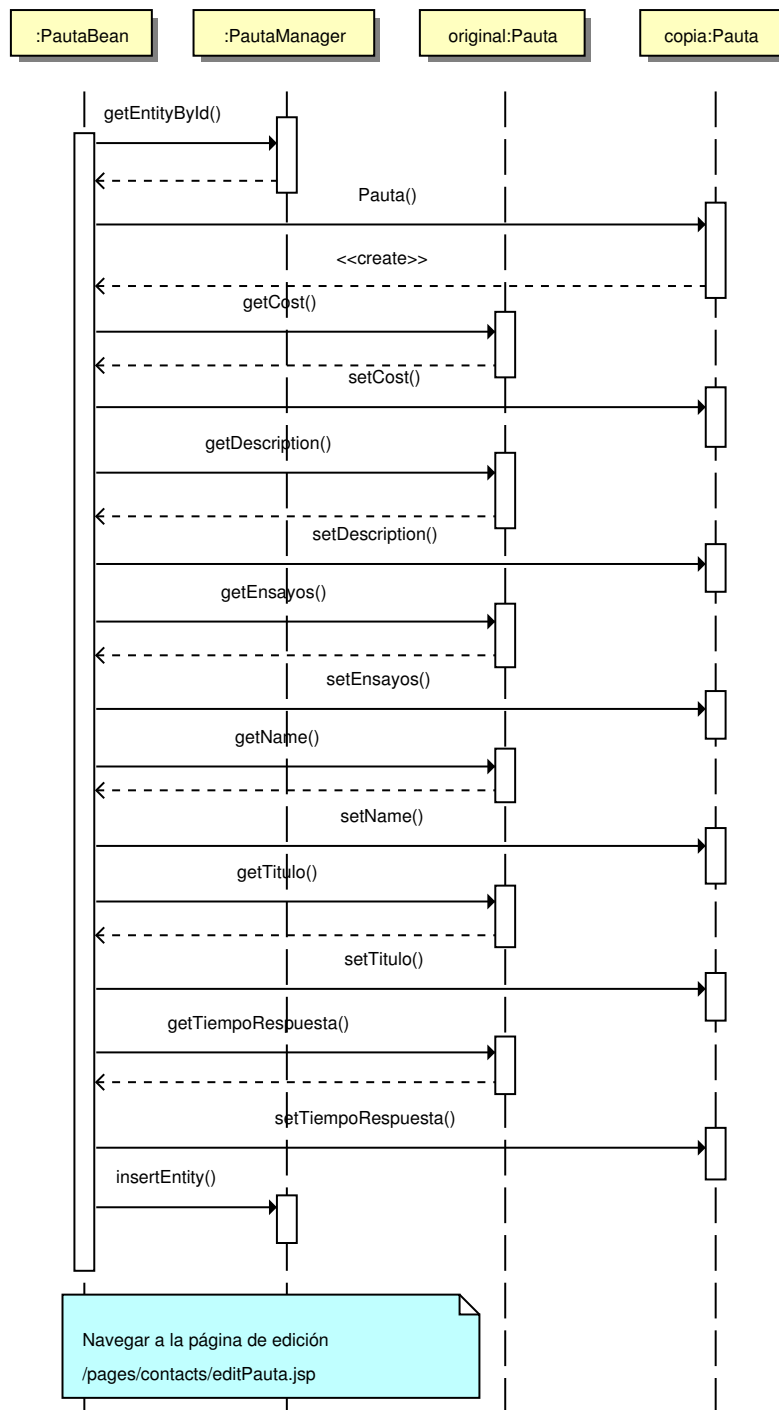 :PautaBean
:PautaManager
original:Pauta
copia:Pauta
getEntityById()
Pauta()
<<create>>
getCost()
setCost()
getDescription()
setDescription()
getEnsayos()
setEnsayos()
getName()
setName()
getTitulo()
setTitulo()
getTiempoRespuesta()
setTiempoRespuesta()
insertEntity()
Navegar a la página de edición
/pages/contacts/editPauta.jsp